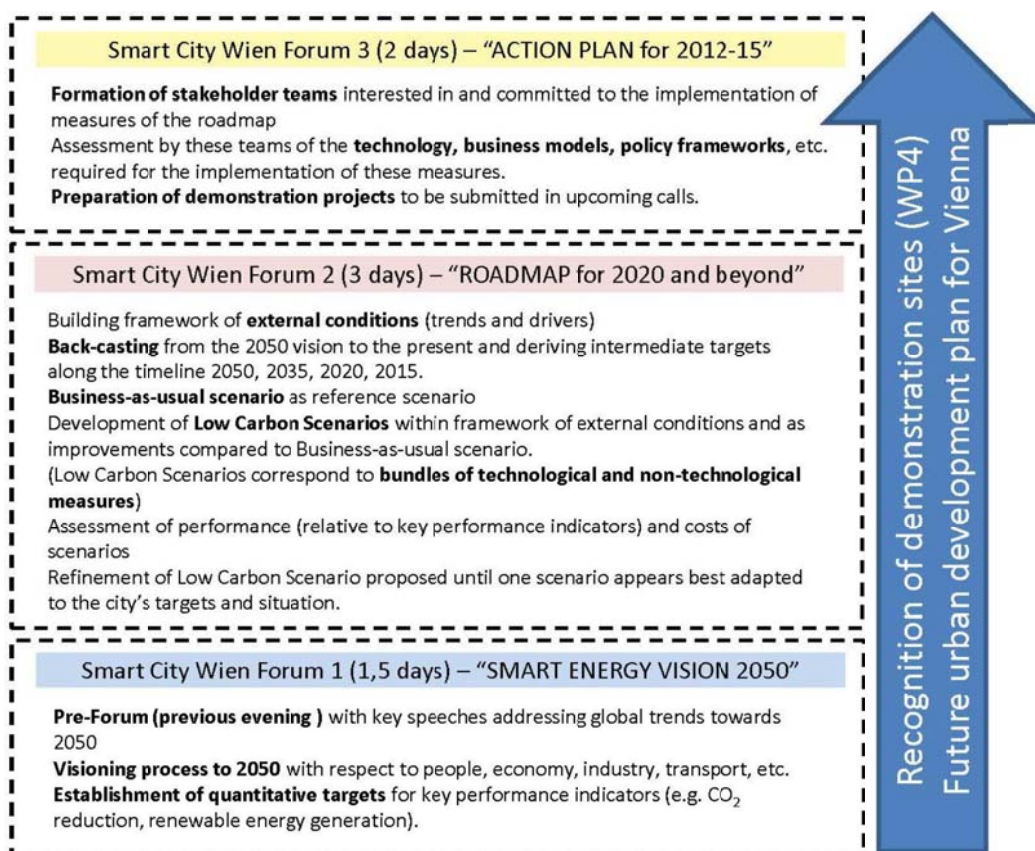 Smart City Wien Forum 3 (2 days) – “ACTION PLAN for 2012-15”
Formation of stakeholder teams interested in and committed to the implementation of
measures of the roadmap
Assessment by these teams of the technology, business models, policy frameworks, etc.
required for the implementation of these measures.
Preparation of demonstration projects to be submitted in upcoming calls.
Smart City Wien Forum 2 (3 days) – “ROADMAP for 2020 and beyond”
Building framework of external conditions (trends and drivers)
Back-casting from the 2050 vision to the present and deriving intermediate targets
along the timeline 2050, 2035, 2020, 2015.
Business-as-usual scenario as reference scenario
Development of Low Carbon Scenarios within framework of external conditions and as
improvements compared to Business-as-usual scenario.
(Low Carbon Scenarios correspond to bundles of technological and non-technological
measures)
Assessment of performance (relative to key performance indicators) and costs of
scenarios
Refinement of Low Carbon Scenario proposed until one scenario appears best adapted
to the city’s targets and situation.
Smart City Wien Forum 1 (1,5 days) – “SMART ENERGY VISION 2050”
Pre-Forum (previous evening ) with key speeches addressing global trends towards
2050
Visioning process to 2050 with respect to people, economy, industry, transport, etc.
Establishment of quantitative targets for key performance indicators (e.g. CO₂
reduction, renewable energy generation).
Recognition of demonstration sites (WP4)
Future urban development plan for Vienna